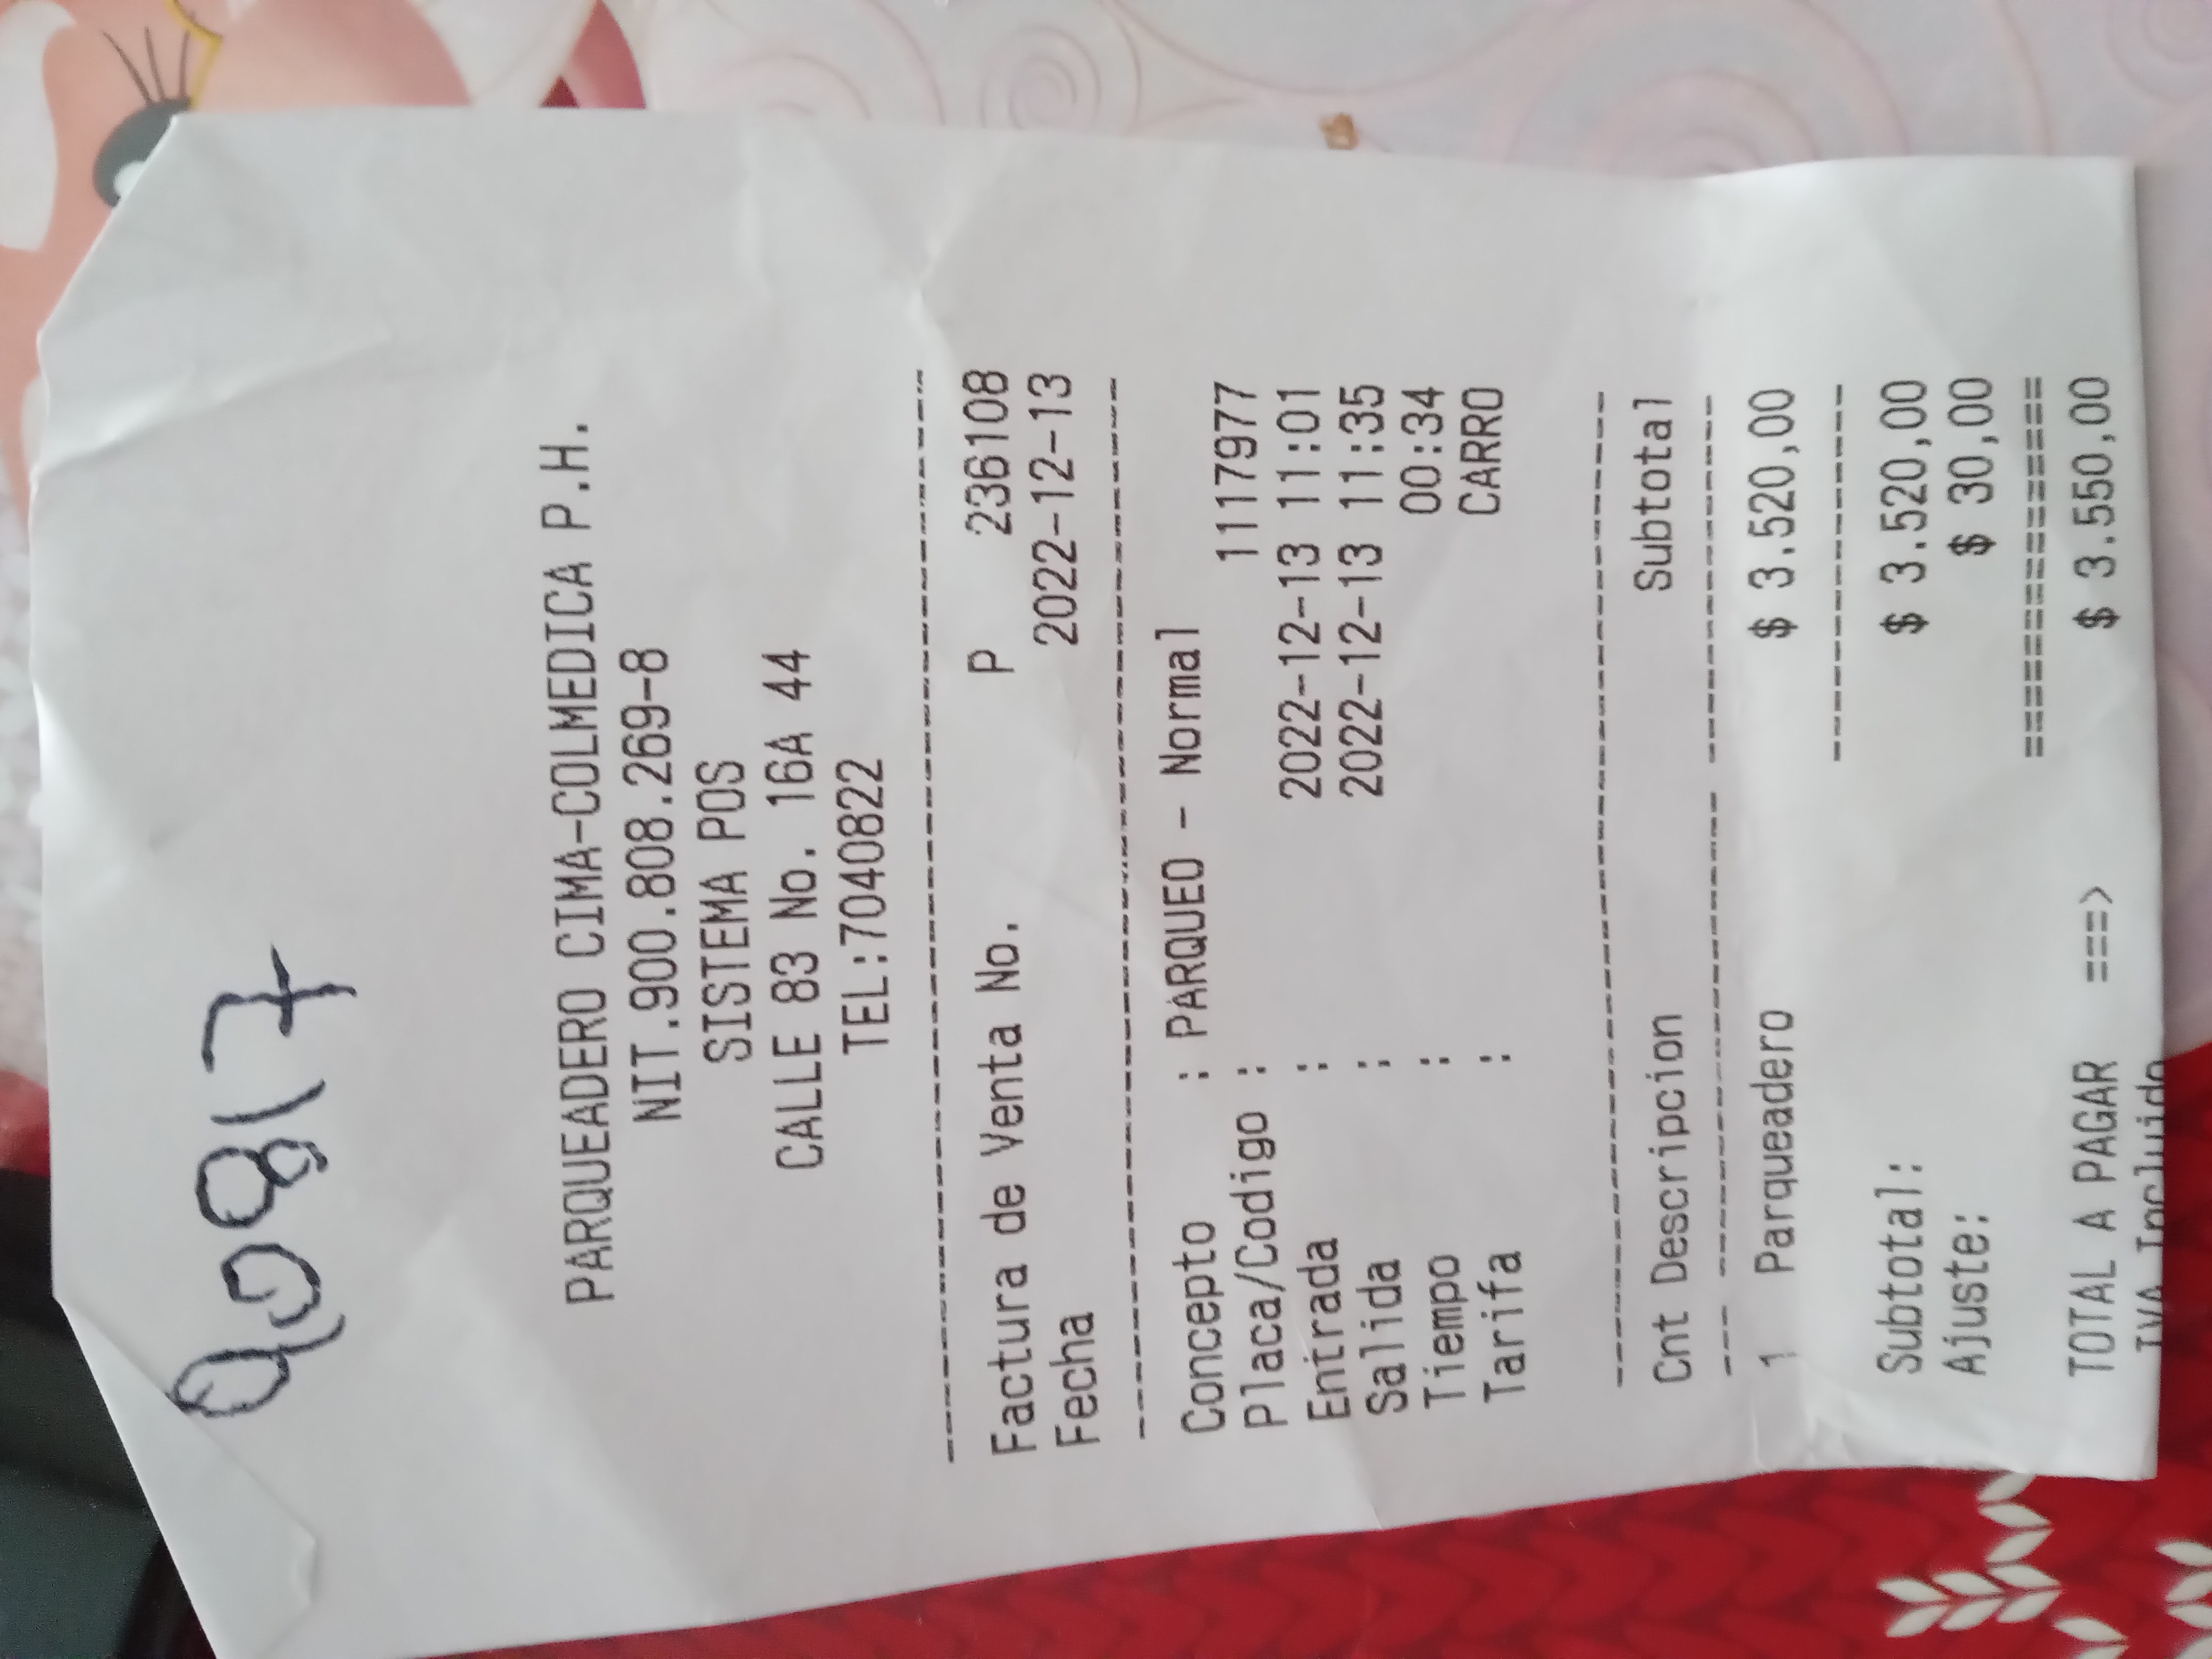 PARQUEADERO CIMA-COLMEDICA P.H.
NIT.900.808.269-8
SISTEMA POS
CALLE 83 No. 16A 44
TEL:7040822
Factura de Venta No. P 236108
Fecha 2022-12-13
Concepto : PARQUEO - Normal
Placa/Codigo : 1117977
Entrada : 2022-12-13 11:01
Salida : 2022-12-13 11:35
Tiempo : 00:34
Tarifa : CARRO
Cnt Descripcion Subtotal
1 Parqueadero $ 3.520,00
Subtotal: $ 3.520,00
Ajuste: $ 30,00
TOTAL A PAGAR ===> $ 3.550,00
IVA Incluido